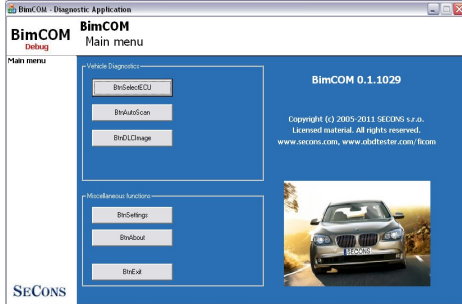 BimCOM - Diagnostic Application
BimCOM
Debug
BimCOM
Main menu
Main menu
Vehicle Diagnostics
BtnSelectECU
BtnAutoScan
BtnDLCImage
Miscellaneous functions
BtnSettings
BtnAbout
BtnExit
BimCOM 0.1.1029
Copyright (c) 2005-2011 SECONS s.r.o.
Licensed material. All rights reserved.
www.secons.com, www.obdtester.com/ficom
SECONS
SECONS